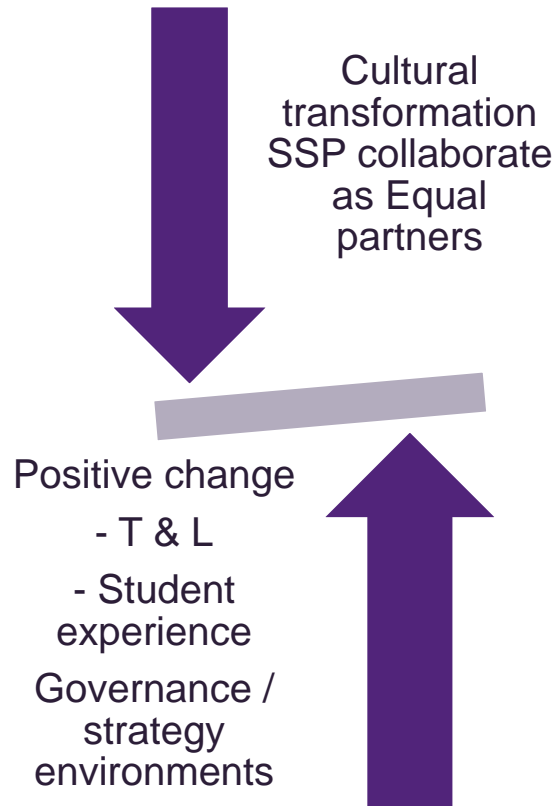 Cultural
transformation
SSP collaborate
as Equal
partners
Positive change
- T & L
- Student
experience
Governance /
strategy
environments